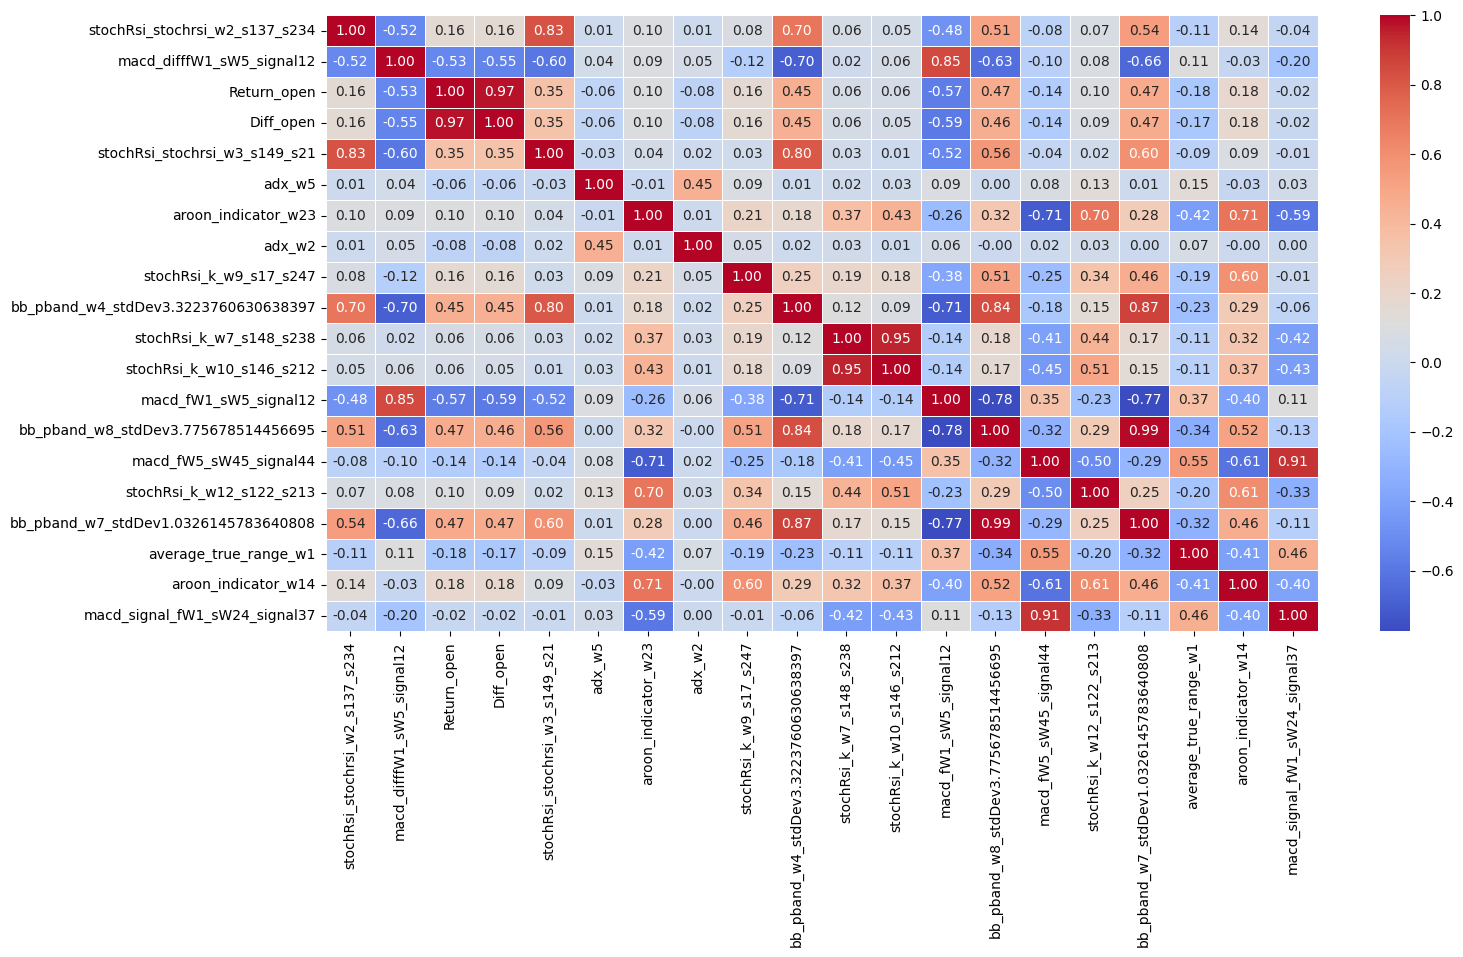 stochRsi_stochrsi_w2_s137_s234 1.00 -0.52 0.16 0.16 0.83 0.01 0.10 0.01 0.08 0.70 0.06 0.05 -0.48 0.51 -0.08 0.07 0.54 -0.11 0.14 -0.04
macd_difffW1_sW5_signal12 -0.52 1.00 -0.53 -0.55 -0.60 0.04 0.09 0.05 -0.12 -0.70 0.02 0.06 0.85 -0.63 -0.10 0.08 -0.66 0.11 -0.03 -0.20
Return_open 0.16 -0.53 1.00 0.97 0.35 -0.06 0.10 -0.08 0.16 0.45 0.06 0.06 -0.57 0.47 -0.14 0.10 0.47 -0.18 0.18 -0.02
Diff_open 0.16 -0.55 0.97 1.00 0.35 -0.06 0.10 -0.08 0.16 0.45 0.06 0.05 -0.59 0.46 -0.14 0.09 0.47 -0.17 0.18 -0.02
stochRsi_stochrsi_w3_s149_s21 0.83 -0.60 0.35 0.35 1.00 -0.03 0.04 0.02 0.03 0.80 0.03 0.01 -0.52 0.56 -0.04 0.02 0.60 -0.09 0.09 -0.01
adx_w5 0.01 0.04 -0.06 -0.06 -0.03 1.00 -0.01 0.45 0.09 0.01 0.02 0.03 0.09 0.00 0.08 0.13 0.01 0.15 -0.03 0.03
aroon_indicator_w23 0.10 0.09 0.10 0.10 0.04 -0.01 1.00 0.01 0.21 0.18 0.37 0.43 -0.26 0.32 -0.71 0.70 0.28 -0.42 0.71 -0.59
adx_w2 0.01 0.05 -0.08 -0.08 0.02 0.45 0.01 1.00 0.05 0.02 0.03 0.01 0.06 -0.00 0.02 0.03 0.00 0.07 -0.00 0.00
stochRsi_k_w9_s17_s247 0.08 -0.12 0.16 0.16 0.03 0.09 0.21 0.05 1.00 0.25 0.19 0.18 -0.38 0.51 -0.25 0.34 0.46 -0.19 0.60 -0.01
bb_pband_w4_stdDev3.3223760630638397 0.70 -0.70 0.45 0.45 0.80 0.01 0.18 0.02 0.25 1.00 0.12 0.09 -0.71 0.84 -0.18 0.15 0.87 -0.23 0.29 -0.06
stochRsi_k_w7_s148_s238 0.06 0.02 0.06 0.06 0.03 0.02 0.37 0.03 0.19 0.12 1.00 0.95 -0.14 0.18 -0.41 0.44 0.17 -0.11 0.32 -0.42
stochRsi_k_w10_s146_s212 0.05 0.06 0.06 0.05 0.01 0.03 0.43 0.01 0.18 0.09 0.95 1.00 -0.14 0.17 -0.45 0.51 0.15 -0.11 0.37 -0.43
macd_fW1_sW5_signal12 -0.48 0.85 -0.57 -0.59 -0.52 0.09 -0.26 0.06 -0.38 -0.71 -0.14 -0.14 1.00 -0.78 0.35 -0.23 -0.77 0.37 -0.40 0.11
bb_pband_w8_stdDev3.775678514456695 0.51 -0.63 0.47 0.46 0.56 0.00 0.32 -0.00 0.51 0.84 0.18 0.17 -0.78 1.00 -0.32 0.29 0.99 -0.34 0.52 -0.13
macd_fW5_sW45_signal44 -0.08 -0.10 -0.14 -0.14 -0.04 0.08 -0.71 0.02 -0.25 -0.18 -0.41 -0.45 0.35 -0.32 1.00 -0.50 -0.29 0.55 -0.61 0.91
stochRsi_k_w12_s122_s213 0.07 0.08 0.10 0.09 0.02 0.13 0.70 0.03 0.34 0.15 0.44 0.51 -0.23 0.29 -0.50 1.00 0.25 -0.20 0.61 -0.33
bb_pband_w7_stdDev1.0326145783640808 0.54 -0.66 0.47 0.47 0.60 0.01 0.28 0.00 0.46 0.87 0.17 0.15 -0.77 0.99 -0.29 0.25 1.00 -0.32 0.46 -0.11
average_true_range_w1 -0.11 0.11 -0.18 -0.17 -0.09 0.15 -0.42 0.07 -0.19 -0.23 -0.11 -0.11 0.37 -0.34 0.55 -0.20 -0.32 1.00 -0.41 0.46
aroon_indicator_w14 0.14 -0.03 0.18 0.18 0.09 -0.03 0.71 -0.00 0.60 0.29 0.32 0.37 -0.40 0.52 -0.61 0.61 0.46 -0.41 1.00 -0.40
macd_signal_fW1_sW24_signal37 -0.04 -0.20 -0.02 -0.02 -0.01 0.03 -0.59 0.00 -0.01 -0.06 -0.42 -0.43 0.11 -0.13 0.91 -0.33 -0.11 0.46 -0.40 1.00
stochRsi_stochrsi_w2_s137_s234
macd_difffW1_sW5_signal12
Return_open
Diff_open
stochRsi_stochrsi_w3_s149_s21
adx_w5
aroon_indicator_w23
adx_w2
stochRsi_k_w9_s17_s247
bb_pband_w4_stdDev3.3223760630638397
stochRsi_k_w7_s148_s238
stochRsi_k_w10_s146_s212
macd_fW1_sW5_signal12
bb_pband_w8_stdDev3.775678514456695
macd_fW5_sW45_signal44
stochRsi_k_w12_s122_s213
bb_pband_w7_stdDev1.0326145783640808
average_true_range_w1
aroon_indicator_w14
macd_signal_fW1_sW24_signal37
1.0
0.8
0.6
0.4
0.2
0.0
−0.2
−0.4
−0.6